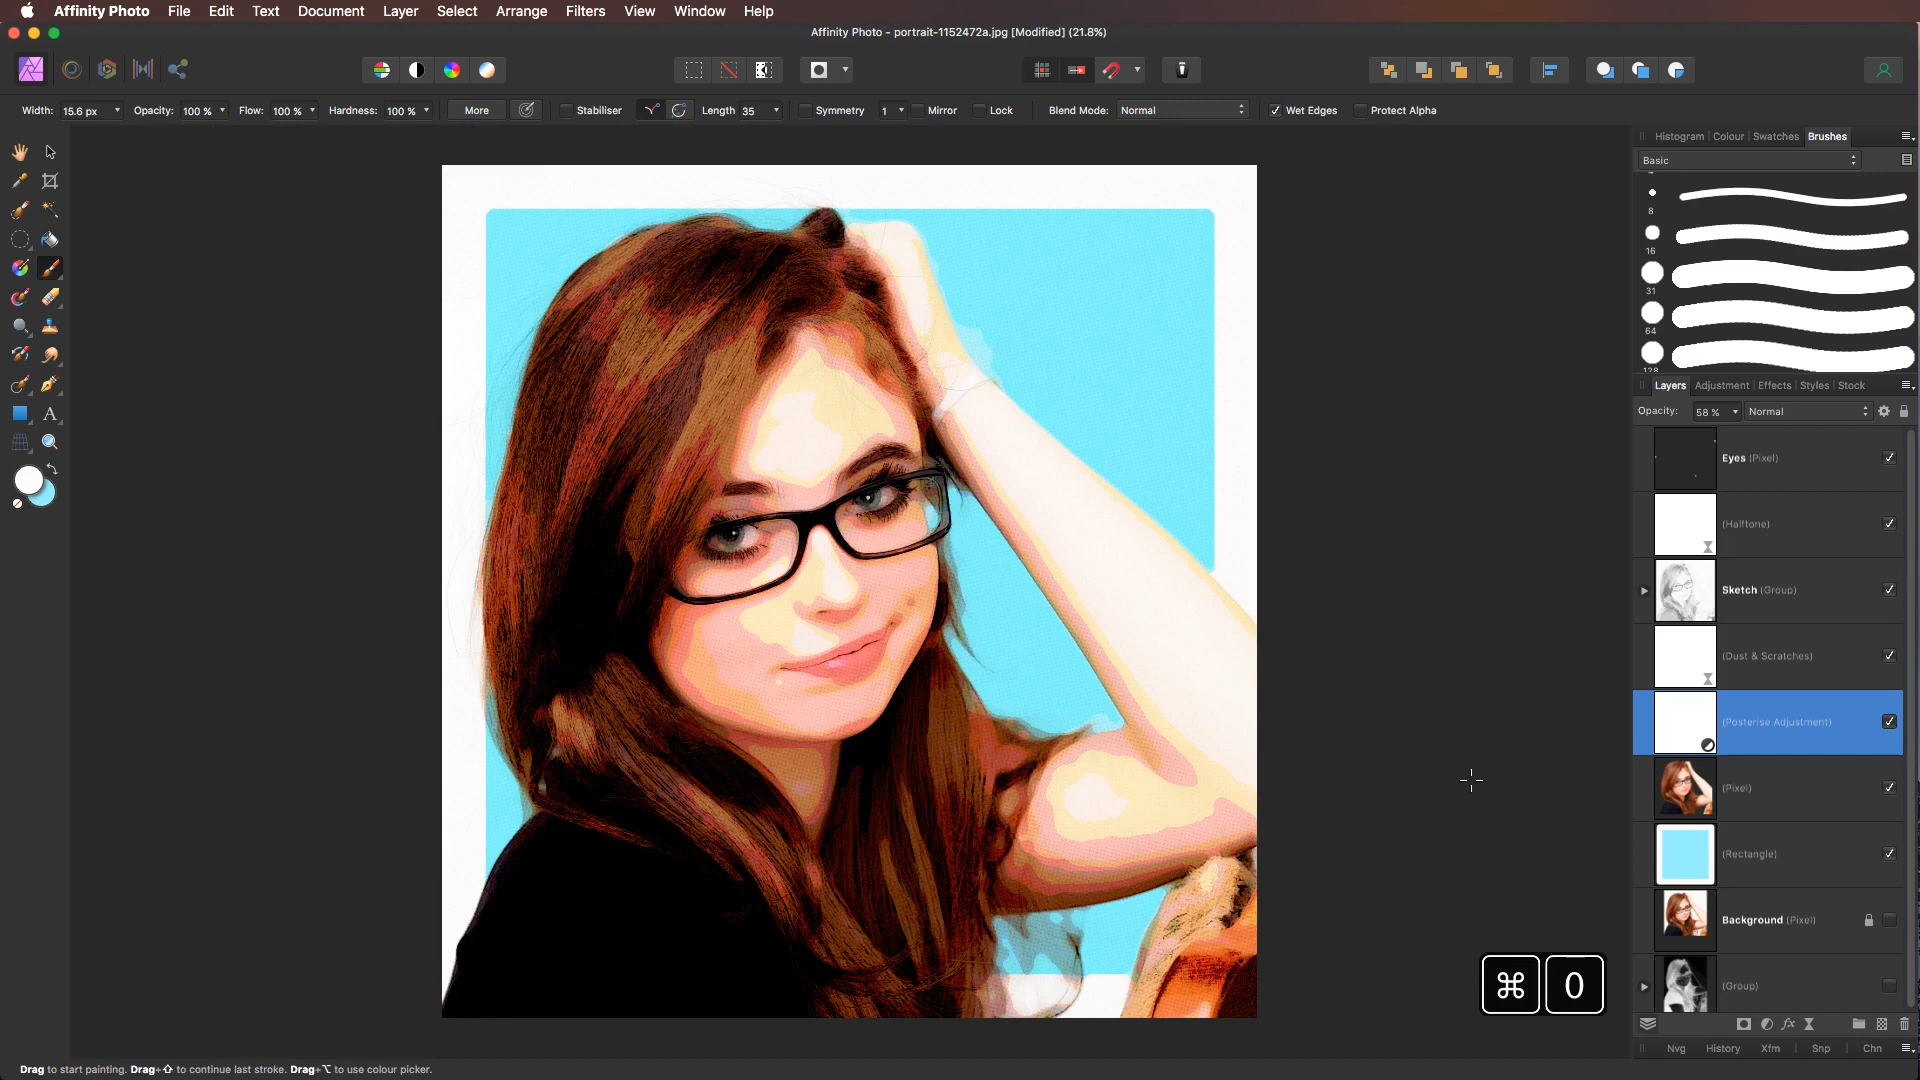 Affinity Photo File Edit Text Document Layer Select Arrange Filters View Window Help
Affinity Photo - portrait-1152472a.jpg [Modified] (21.8%)
Width: 15.6 px Opacity: 100 % Flow: 100 % Hardness: 100 % More Stabiliser Length 35 Symmetry 1 Mirror Lock Blend Mode: Normal Wet Edges Protect Alpha
Histogram Colour Swatches Brushes
Basic
8
16
31
64
128
Layers Adjustment Effects Styles Stock
Opacity: 58 % Normal
Eyes (Pixel)
(Halftone)
Sketch (Group)
(Dust & Scratches)
(Posterise Adjustment)
(Pixel)
(Rectangle)
Background (Pixel)
(Group)
⌘ 0
Nvg History Xfm Snp Chn
Drag to start painting. Drag+⇧ to continue last stroke. Drag+⌥ to use colour picker.